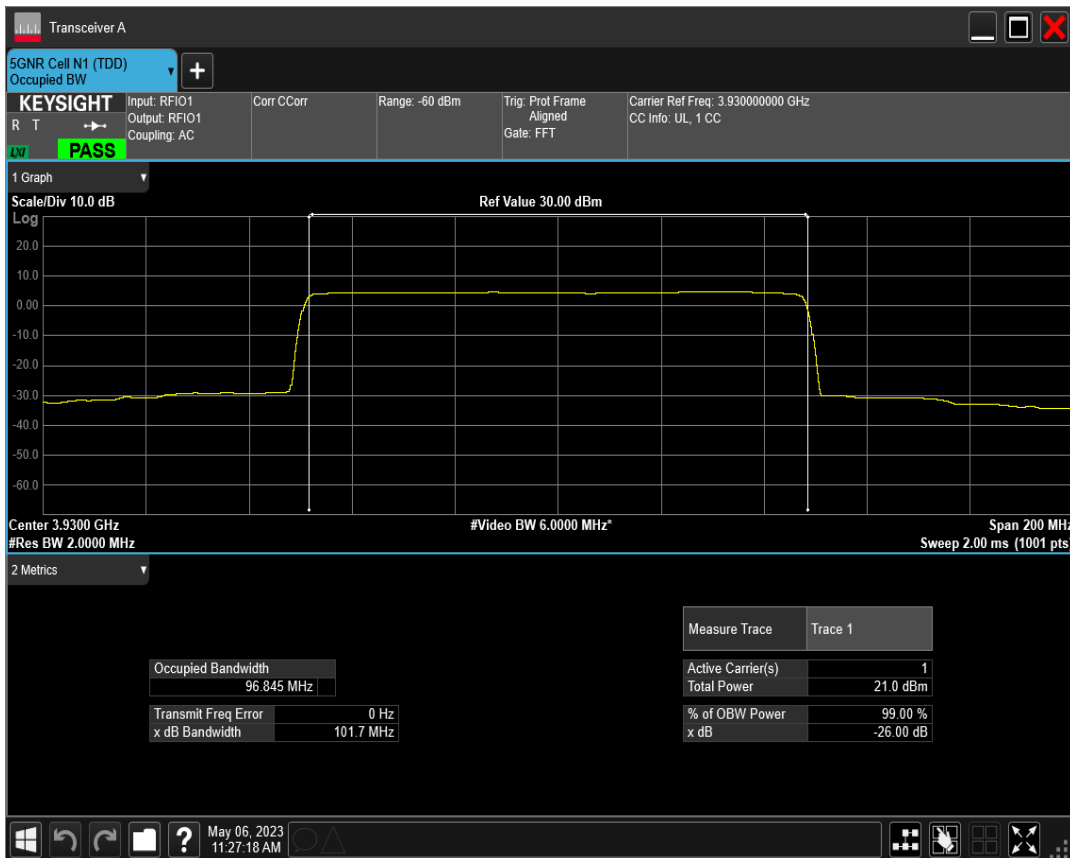 Transceiver A
5GNR Cell N1 (TDD)
Occupied BW
KEYSIGHT
R T
LXI
PASS
Input: RFIO1
Output: RFIO1
Coupling: AC
Corr CCorr
Range: -60 dBm
Trig: Prot Frame
Aligned
Gate: FFT
Carrier Ref Freq: 3.930000000 GHz
CC Info: UL, 1 CC
1 Graph
Scale/Div 10.0 dB
Ref Value 30.00 dBm
Log
20.0
10.0
0.00
-10.0
-20.0
-30.0
-40.0
-50.0
-60.0
Center 3.9300 GHz
#Video BW 6.0000 MHz*
Span 200 MHz
#Res BW 2.0000 MHz
Sweep 2.00 ms (1001 pts)
2 Metrics
Measure Trace Trace 1
Occupied Bandwidth
96.845 MHz
Active Carrier(s) 1
Total Power 21.0 dBm
Transmit Freq Error 0 Hz
x dB Bandwidth 101.7 MHz
% of OBW Power 99.00 %
x dB -26.00 dB
?
May 06, 2023
11:27:18 AM